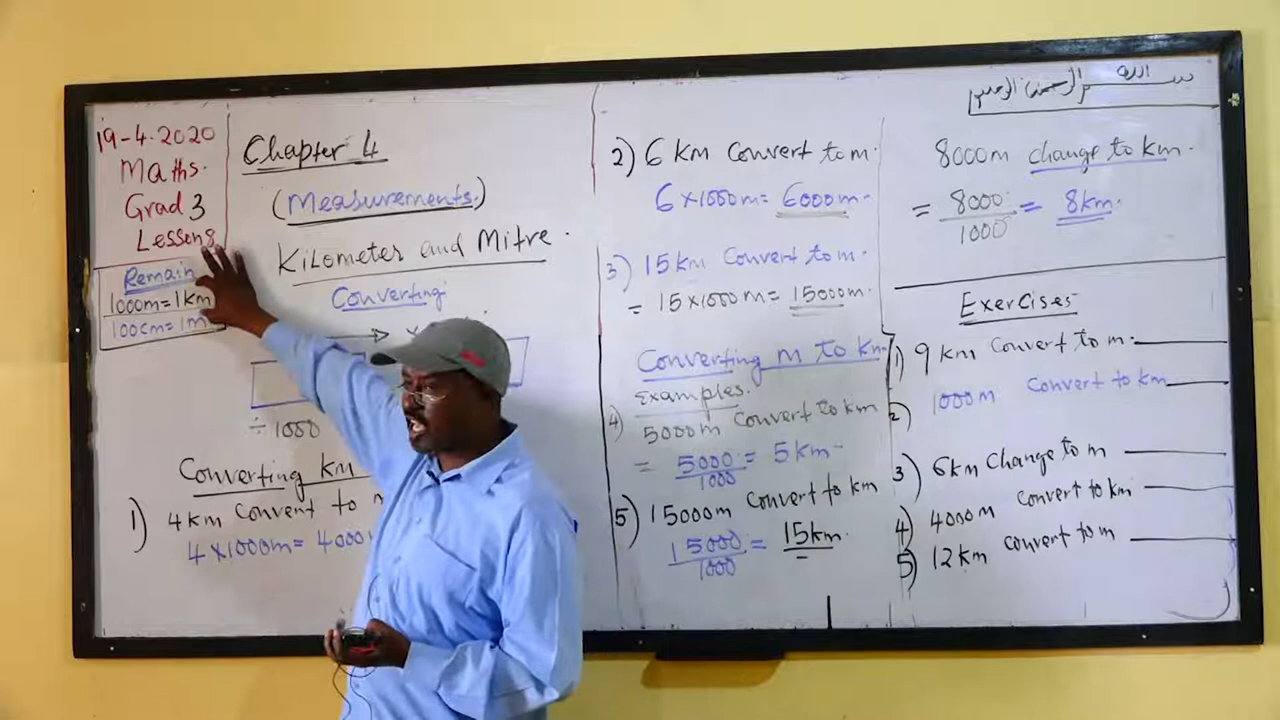 19-4-2020
Maths.
Grad 3
Lesson 8
Remain
1000m = 1km
100cm = 1m
Chapter 4
(Measurements.)
Kilometer and Mitre.
Converting
÷ 1000
Converting km
1) 4km convert to
4 x 1000m = 4000
2) 6 km convert to m.
6 x 1000m = 6000m.
3) 15 km convert to m.
= 15 x 1000m = 15000m.
Converting m to km
Examples.
4) 5000m convert to km
= 5000/1000 = 5km
5) 15000m convert to km
15000/1000 = 15km.
بسم الله الرحمن الرحيم
8000m change to km.
= 8000/1000 = 8km.
Exercises
1) 9 km convert to m.
2) 1000m convert to km
3) 6km change to m
4) 4000m convert to km
5) 12km convert to m